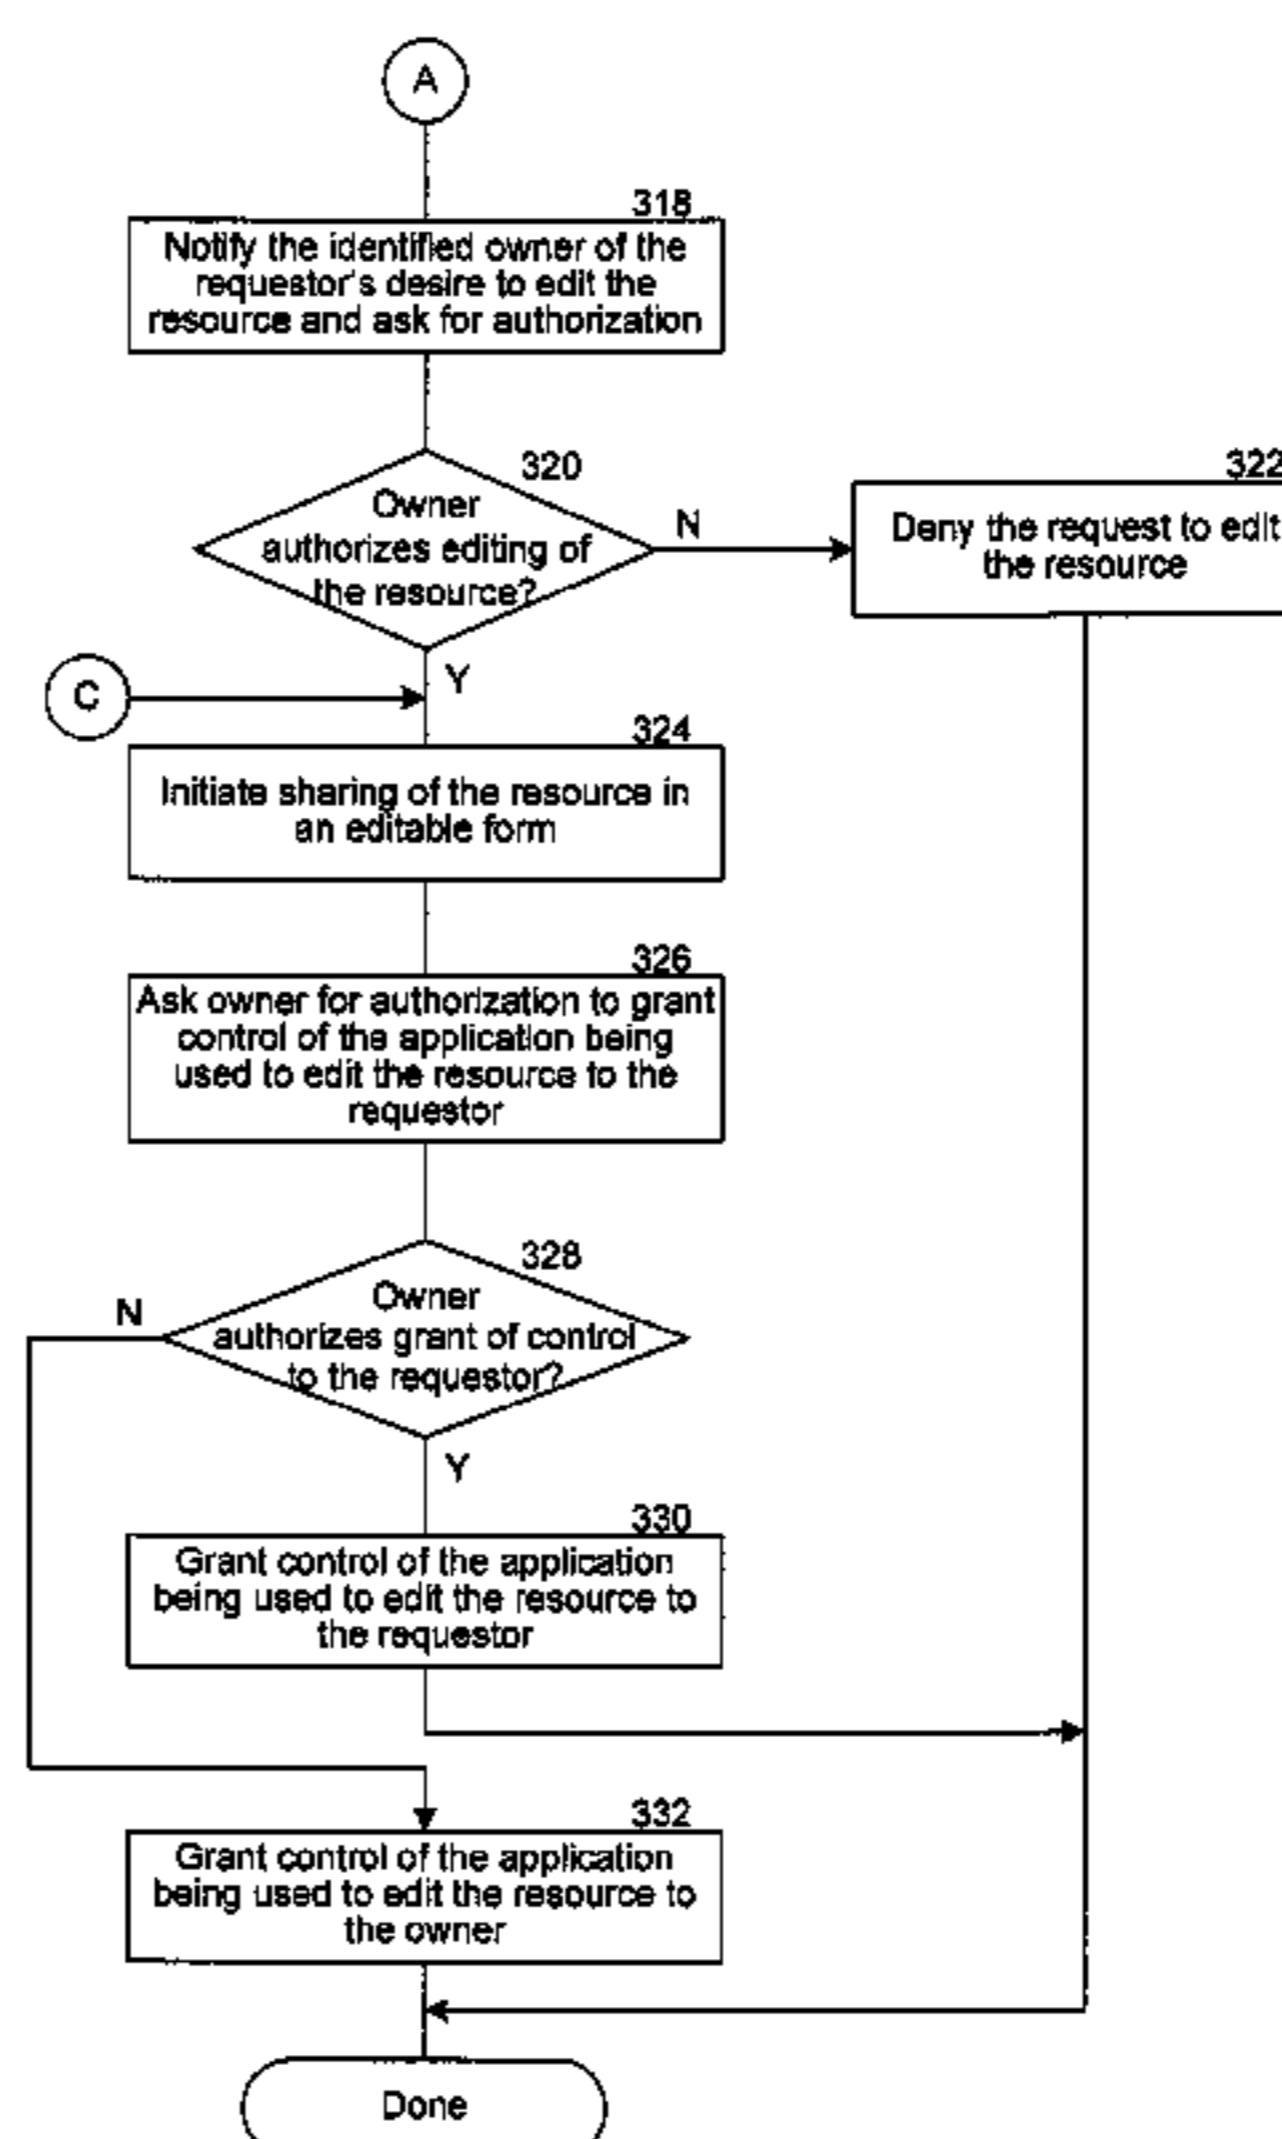 A
318
Notify the identified owner of the
requestor's desire to edit the
resource and ask for authorization
320
Owner
authorizes editing of
the resource?
N
322
Deny the request to edit
the resource
Y
C
324
Initiate sharing of the resource in
an editable form
326
Ask owner for authorization to grant
control of the application being
used to edit the resource to the
requestor
328
Owner
authorizes grant of control
to the requestor?
N
Y
330
Grant control of the application
being used to edit the resource to
the requestor
332
Grant control of the application
being used to edit the resource to
the owner
Done